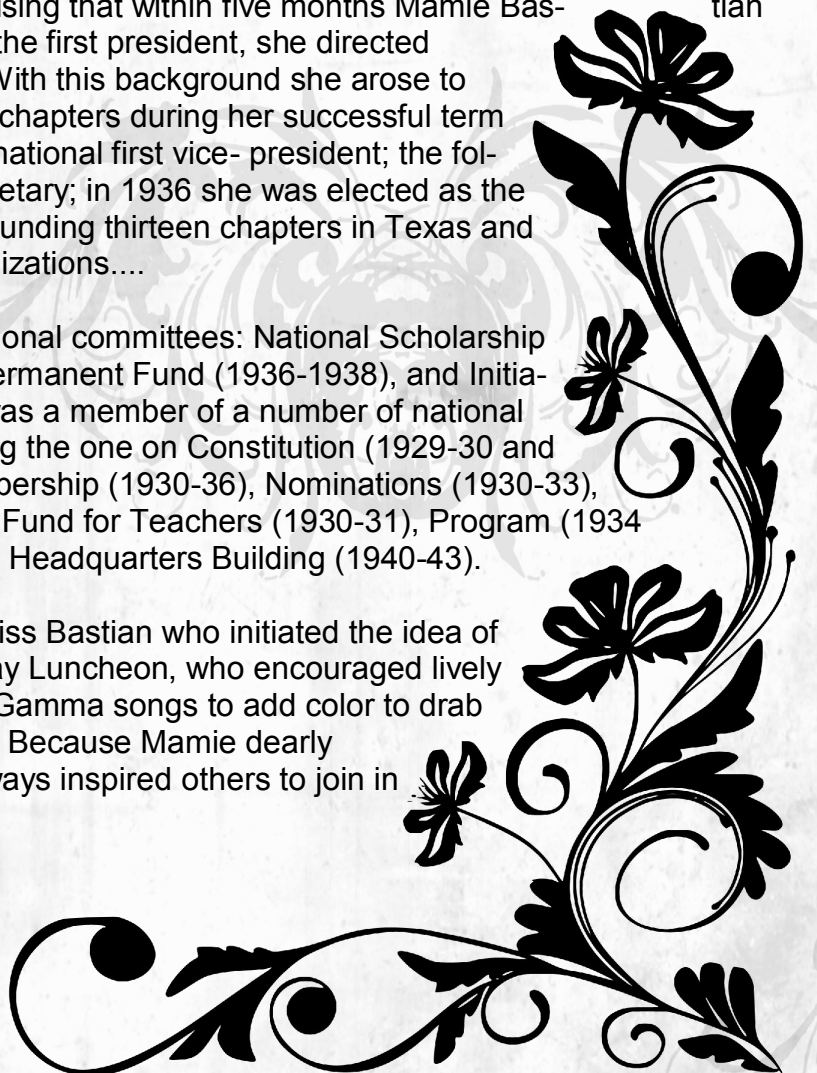 ising that within five months Mamie Bas- tian
the first president, she directed
With this background she arose to
chapters during her successful term
national first vice- president; the fol-
etary; in 1936 she was elected as the
ounding thirteen chapters in Texas and
izations....
onal committees: National Scholarship
ermanent Fund (1936-1938), and Initia-
was a member of a number of national
g the one on Constitution (1929-30 and
bership (1930-36), Nominations (1930-33),
Fund for Teachers (1930-31), Program (1934
Headquarters Building (1940-43).
iss Bastian who initiated the idea of
ay Luncheon, who encouraged lively
Gamma songs to add color to drab
Because Mamie dearly
ways inspired others to join in